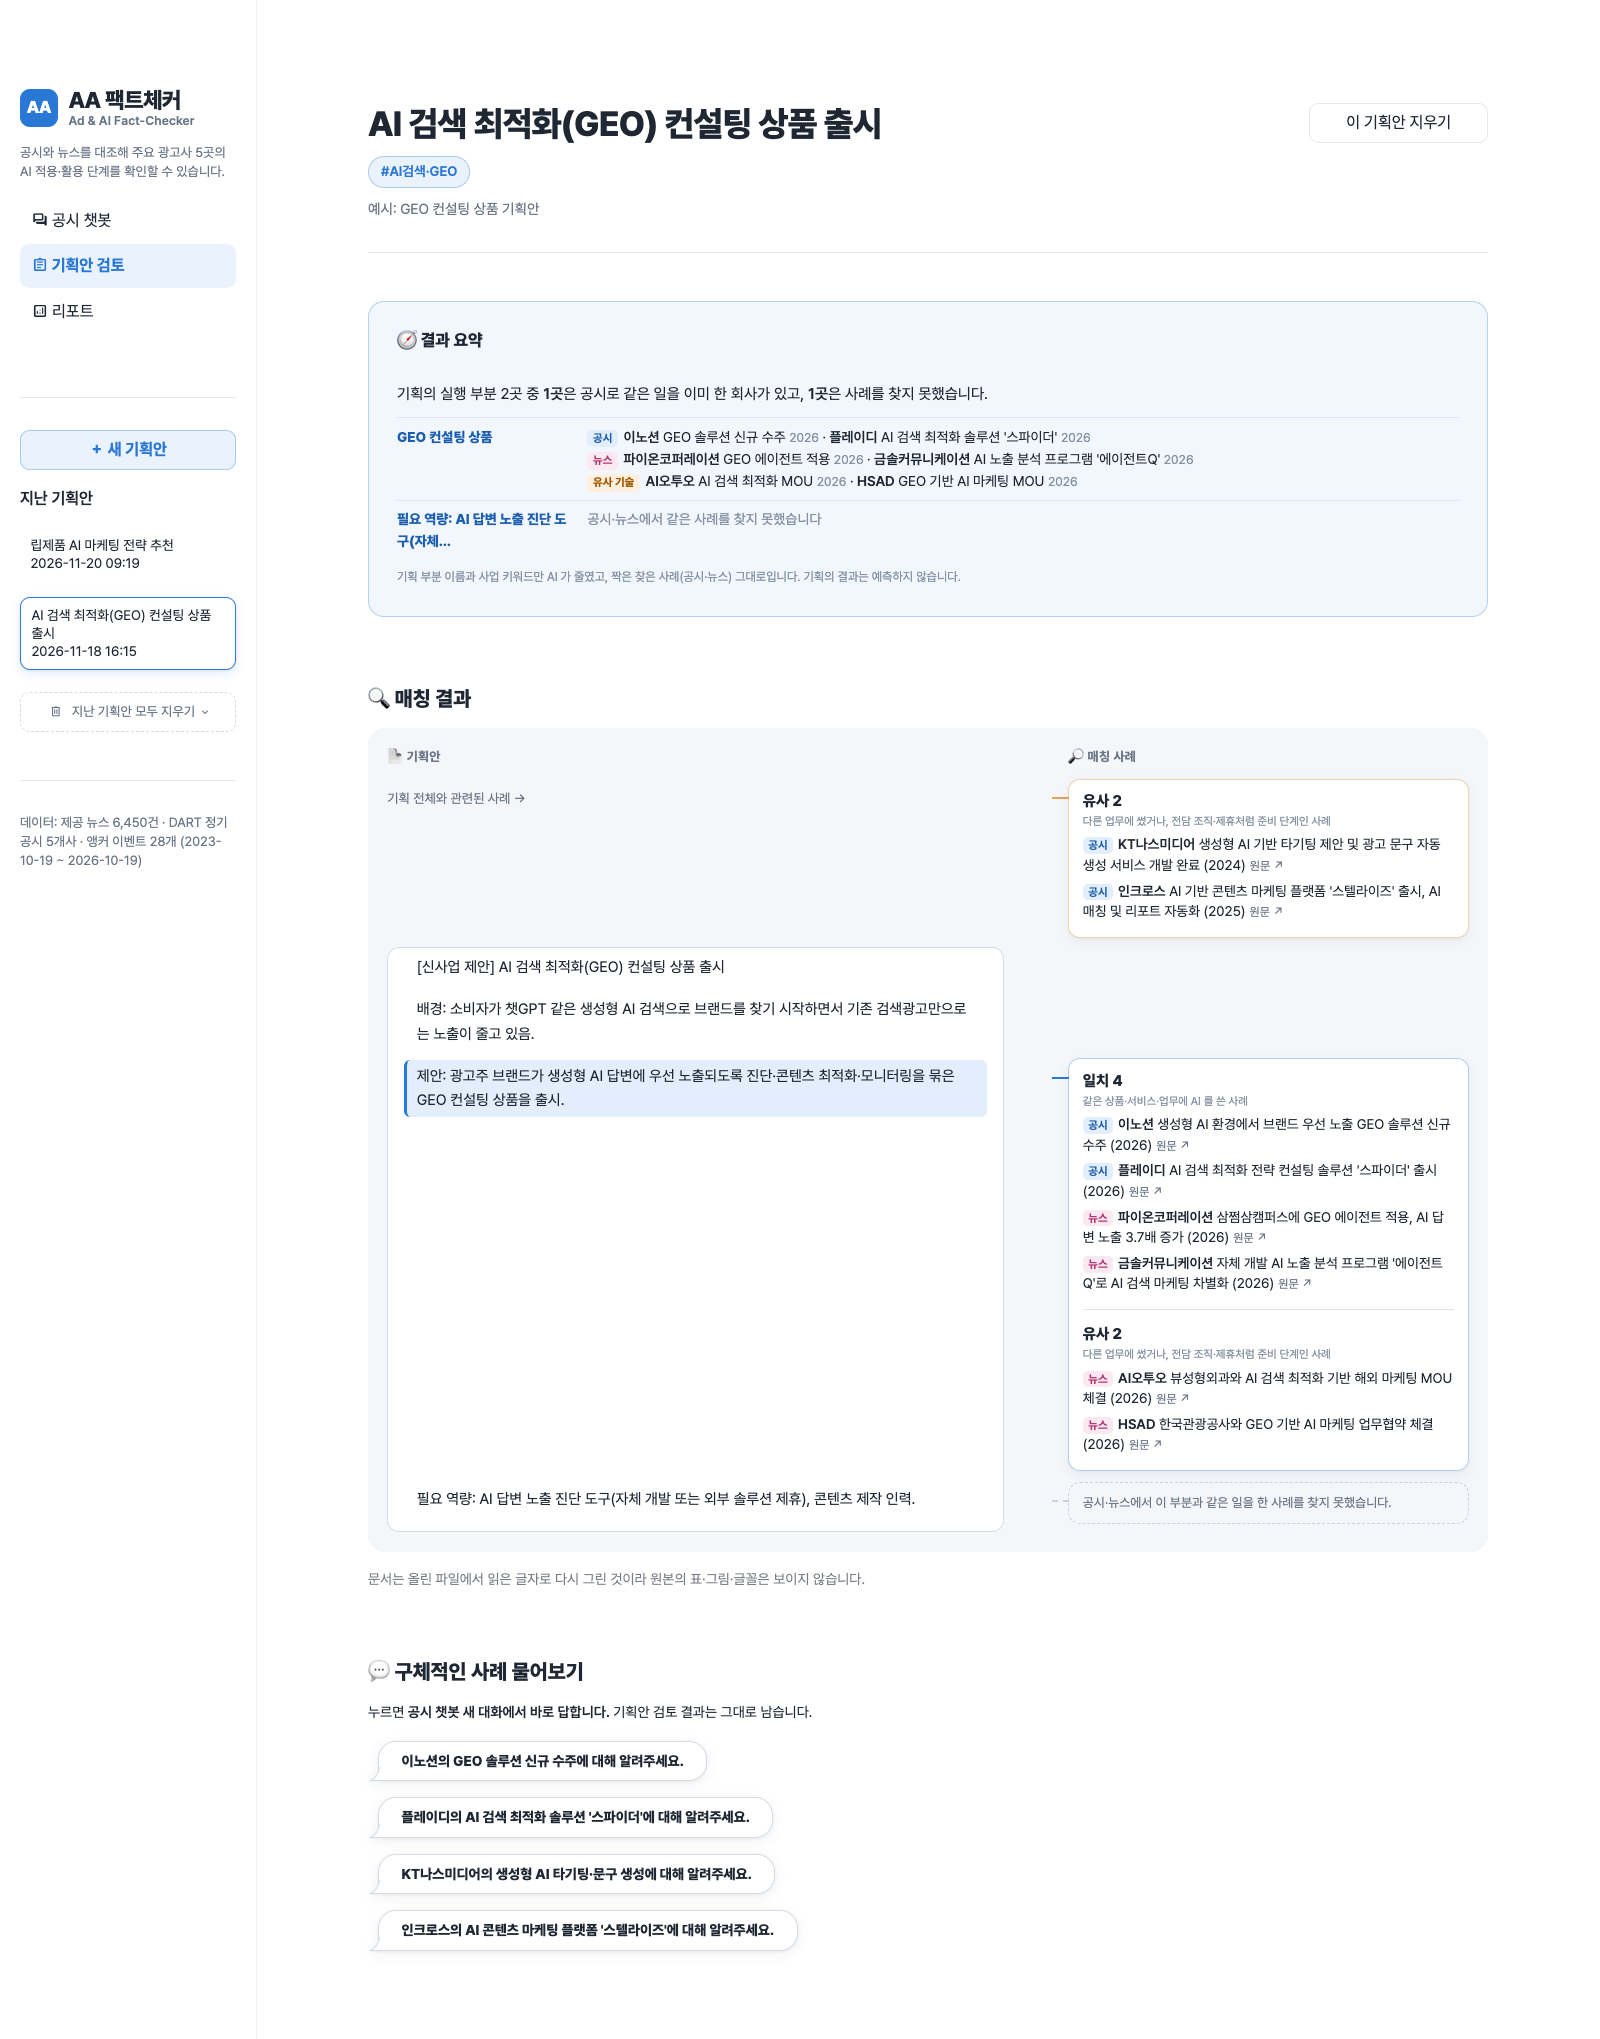 AA
AA 팩트체커
Ad & AI Fact-Checker
공시와 뉴스를 대조해 주요 광고사 5곳의
AI 적용·활용 단계를 확인할 수 있습니다.
공시 챗봇
기획안 검토
리포트
+ 새 기획안
지난 기획안
립제품 AI 마케팅 전략 추천
2026-11-20 09:19
AI 검색 최적화(GEO) 컨설팅 상품
출시
2026-11-18 16:15
지난 기획안 모두 지우기
데이터: 제공 뉴스 6,450건 · DART 정기
공시 5개사 · 앵커 이벤트 28개 (2023-
10-19 ~ 2026-10-19)
AI 검색 최적화(GEO) 컨설팅 상품 출시
이 기획안 지우기
#AI검색·GEO
예시: GEO 컨설팅 상품 기획안
결과 요약
기획의 실행 부분 2곳 중 1곳은 공시로 같은 일을 이미 한 회사가 있고, 1곳은 사례를 찾지 못했습니다.
GEO 컨설팅 상품
공시 이노션 GEO 솔루션 신규 수주 2026 · 플레이디 AI 검색 최적화 솔루션 '스파이더' 2026
뉴스 파이온코퍼레이션 GEO 에이전트 적용 2026 · 금솔커뮤니케이션 AI 노출 분석 프로그램 '에이전트Q' 2026
유사 기술 AI오투오 AI 검색 최적화 MOU 2026 · HSAD GEO 기반 AI 마케팅 MOU 2026
필요 역량: AI 답변 노출 진단 도
구(자체...
공시·뉴스에서 같은 사례를 찾지 못했습니다
기획 부분 이름과 사업 키워드만 AI 가 줄였고, 짝은 찾은 사례(공시·뉴스) 그대로입니다. 기획의 결과는 예측하지 않습니다.
매칭 결과
기획안
매칭 사례
기획 전체와 관련된 사례 →
유사 2
다른 업무에 썼거나, 전담 조직·제휴처럼 준비 단계인 사례
공시 KT나스미디어 생성형 AI 기반 타기팅 제안 및 광고 문구 자동
생성 서비스 개발 완료 (2024) 원문 ↗
공시 인크로스 AI 기반 콘텐츠 마케팅 플랫폼 '스텔라이즈' 출시, AI
매칭 및 리포트 자동화 (2025) 원문 ↗
[신사업 제안] AI 검색 최적화(GEO) 컨설팅 상품 출시
배경: 소비자가 챗GPT 같은 생성형 AI 검색으로 브랜드를 찾기 시작하면서 기존 검색광고만으로
는 노출이 줄고 있음.
제안: 광고주 브랜드가 생성형 AI 답변에 우선 노출되도록 진단·콘텐츠 최적화·모니터링을 묶은
GEO 컨설팅 상품을 출시.
일치 4
같은 상품·서비스·업무에 AI 를 쓴 사례
공시 이노션 생성형 AI 환경에서 브랜드 우선 노출 GEO 솔루션 신규
수주 (2026) 원문 ↗
공시 플레이디 AI 검색 최적화 전략 컨설팅 솔루션 '스파이더' 출시
(2026) 원문 ↗
뉴스 파이온코퍼레이션 삼쩜삼캠퍼스에 GEO 에이전트 적용, AI 답
변 노출 3.7배 증가 (2026) 원문 ↗
뉴스 금솔커뮤니케이션 자체 개발 AI 노출 분석 프로그램 '에이전트
Q'로 AI 검색 마케팅 차별화 (2026) 원문 ↗
유사 2
다른 업무에 썼거나, 전담 조직·제휴처럼 준비 단계인 사례
뉴스 AI오투오 뷰성형외과와 AI 검색 최적화 기반 해외 마케팅 MOU
체결 (2026) 원문 ↗
뉴스 HSAD 한국관광공사와 GEO 기반 AI 마케팅 업무협약 체결
(2026) 원문 ↗
필요 역량: AI 답변 노출 진단 도구(자체 개발 또는 외부 솔루션 제휴), 콘텐츠 제작 인력.
공시·뉴스에서 이 부분과 같은 일을 한 사례를 찾지 못했습니다.
문서는 올린 파일에서 읽은 글자로 다시 그린 것이라 원본의 표·그림·글꼴은 보이지 않습니다.
구체적인 사례 물어보기
누르면 공시 챗봇 새 대화에서 바로 답합니다. 기획안 검토 결과는 그대로 남습니다.
이노션의 GEO 솔루션 신규 수주에 대해 알려주세요.
플레이디의 AI 검색 최적화 솔루션 '스파이더'에 대해 알려주세요.
KT나스미디어의 생성형 AI 타기팅·문구 생성에 대해 알려주세요.
인크로스의 AI 콘텐츠 마케팅 플랫폼 '스텔라이즈'에 대해 알려주세요.